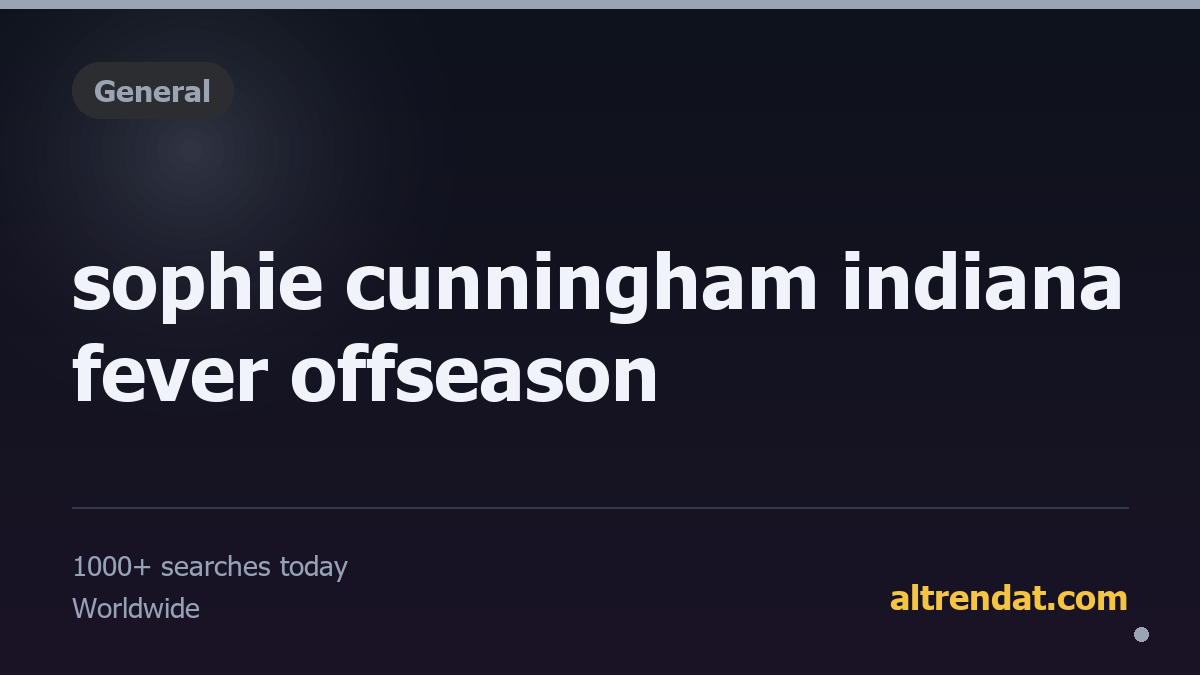 General
sophie cunningham indiana
fever offseason
1000+ searches today
Worldwide
altrendat.com